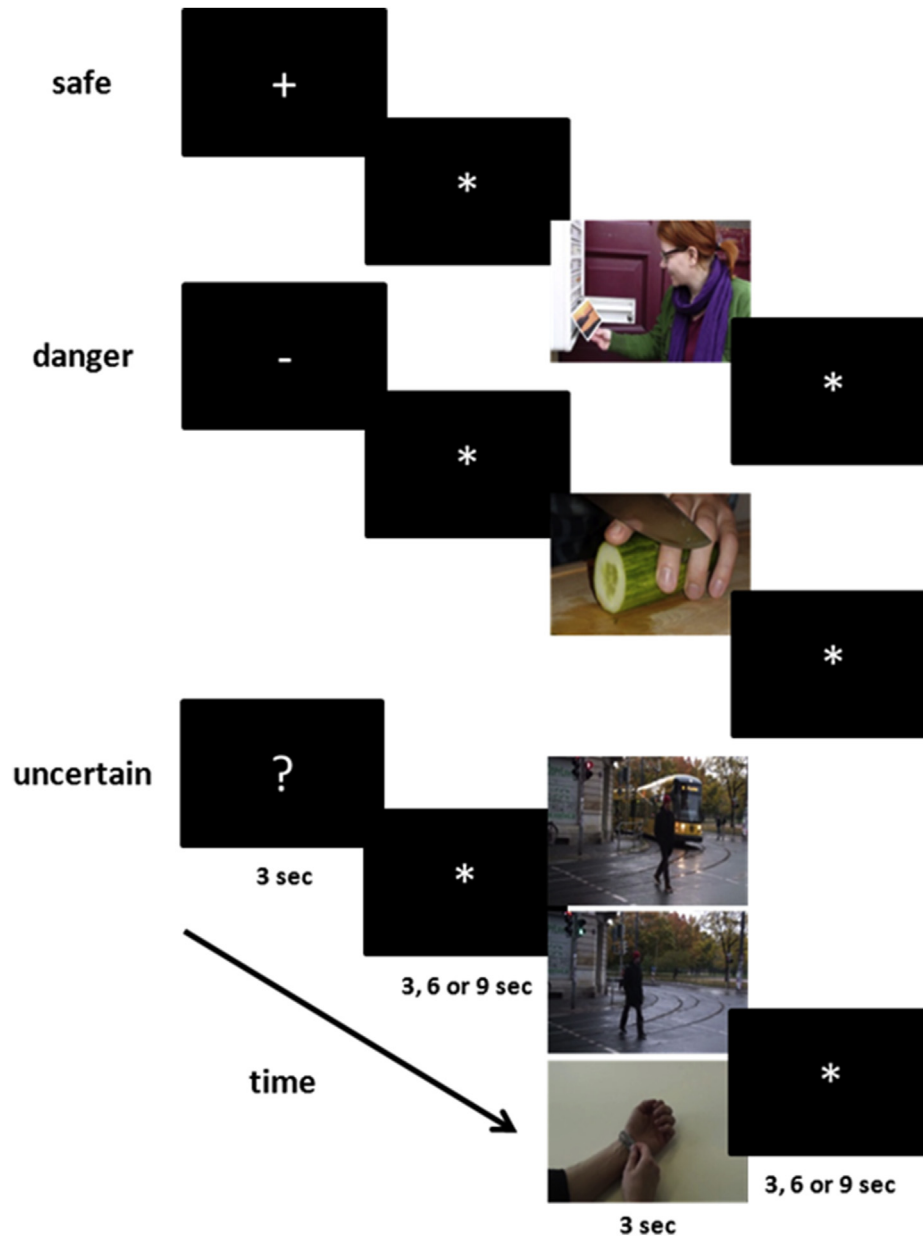 safe
+
*
danger
-
*
*
*
uncertain
?
3 sec
*
3, 6 or 9 sec
time
*
3, 6 or 9 sec
3 sec